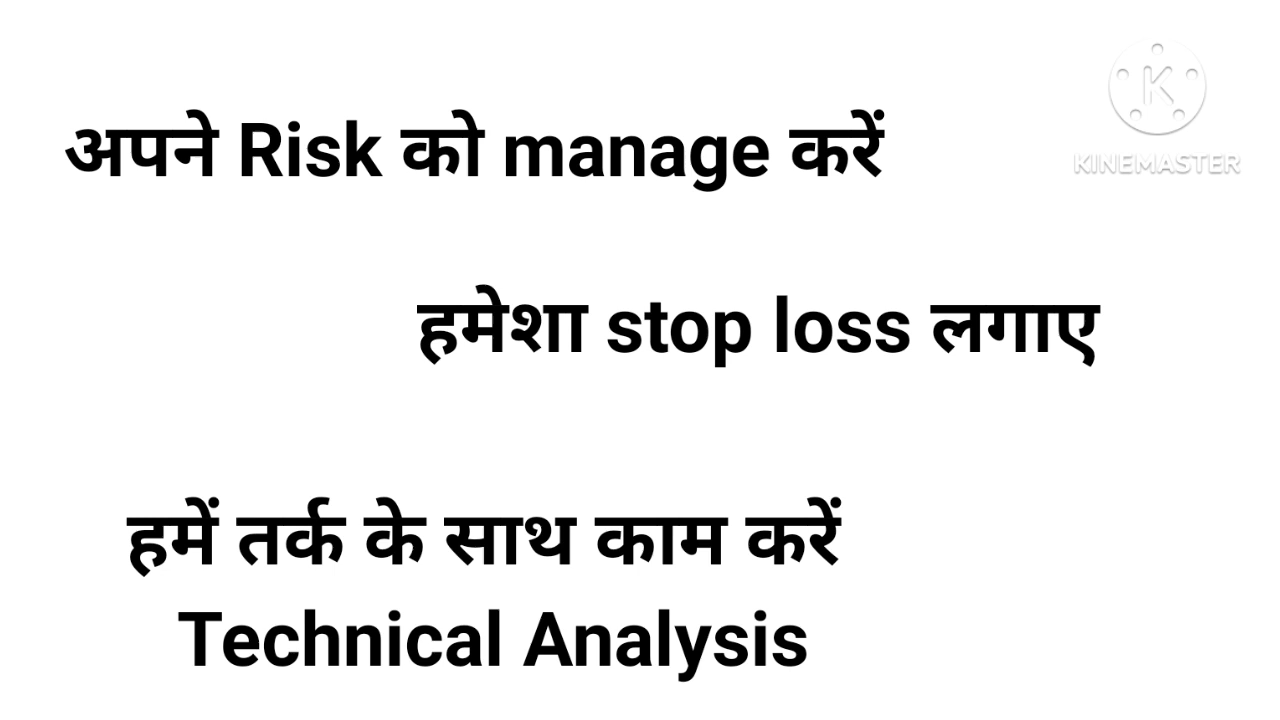 अपने Risk को manage करें
KINEMASTER
हमेशा stop loss लगाए
हमें तर्क के साथ काम करें
Technical Analysis